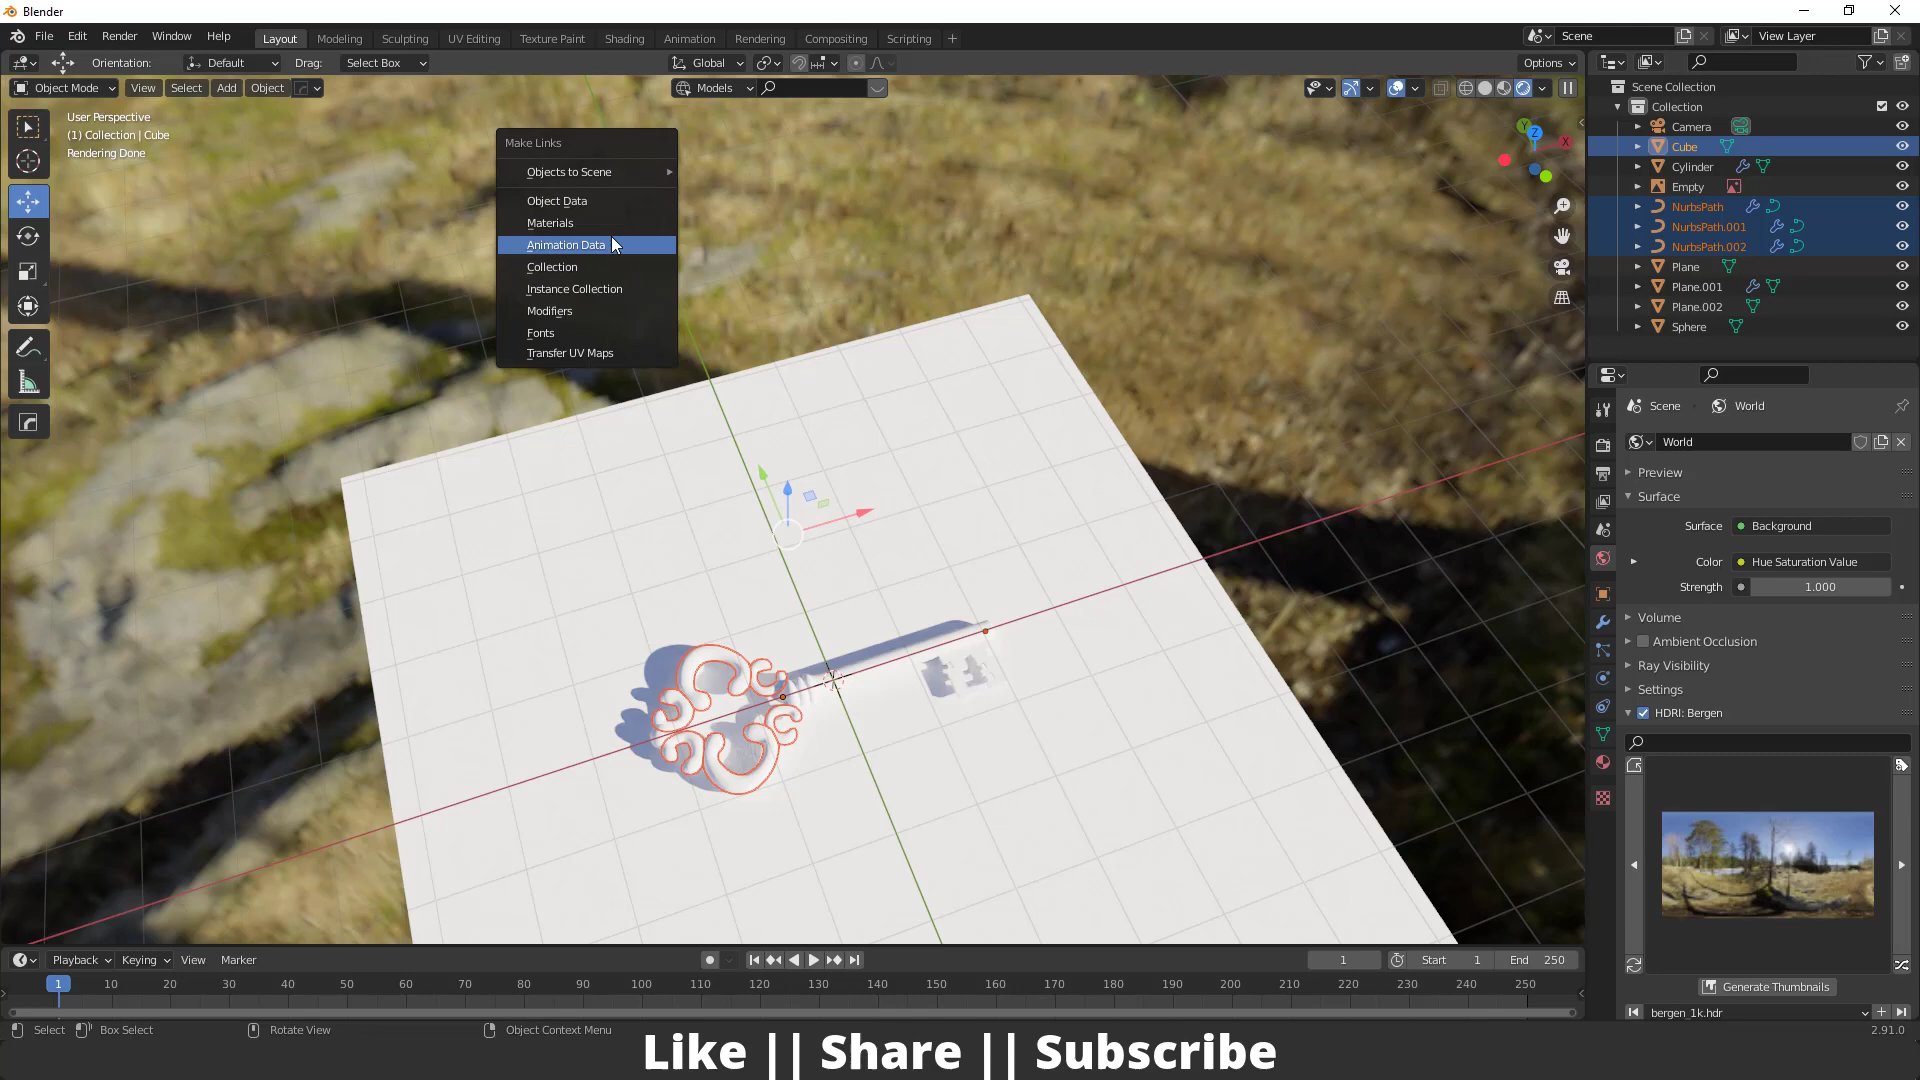 Blender
File Edit Render Window Help
Layout Modeling Sculpting UV Editing Texture Paint Shading Animation Rendering Compositing Scripting +
Scene
View Layer
Orientation: Default Drag: Select Box
Global
Options
Object Mode View Select Add Object
Models
User Perspective
(1) Collection | Cube
Rendering Done
Make Links
Objects to Scene
Object Data
Materials
Animation Data
Collection
Instance Collection
Modifiers
Fonts
Transfer UV Maps
Z
Y
X
Scene Collection
Collection
Camera
Cube
Cylinder
Empty
NurbsPath
NurbsPath.001
NurbsPath.002
Plane
Plane.001
Plane.002
Sphere
Scene World
World
Preview
Surface
Surface Background
Color Hue Saturation Value
Strength 1.000
Volume
Ambient Occlusion
Ray Visibility
Settings
HDRI: Bergen
Generate Thumbnails
bergen_1k.hdr
Playback Keying View Marker
1 Start 1 End 250
1 10 20 30 40 50 60 70 80 90 100 110 120 130 140 150 160 170 180 190 200 210 220 230 240 250
Select Box Select Rotate View Object Context Menu
2.91.0
Like || Share || Subscribe